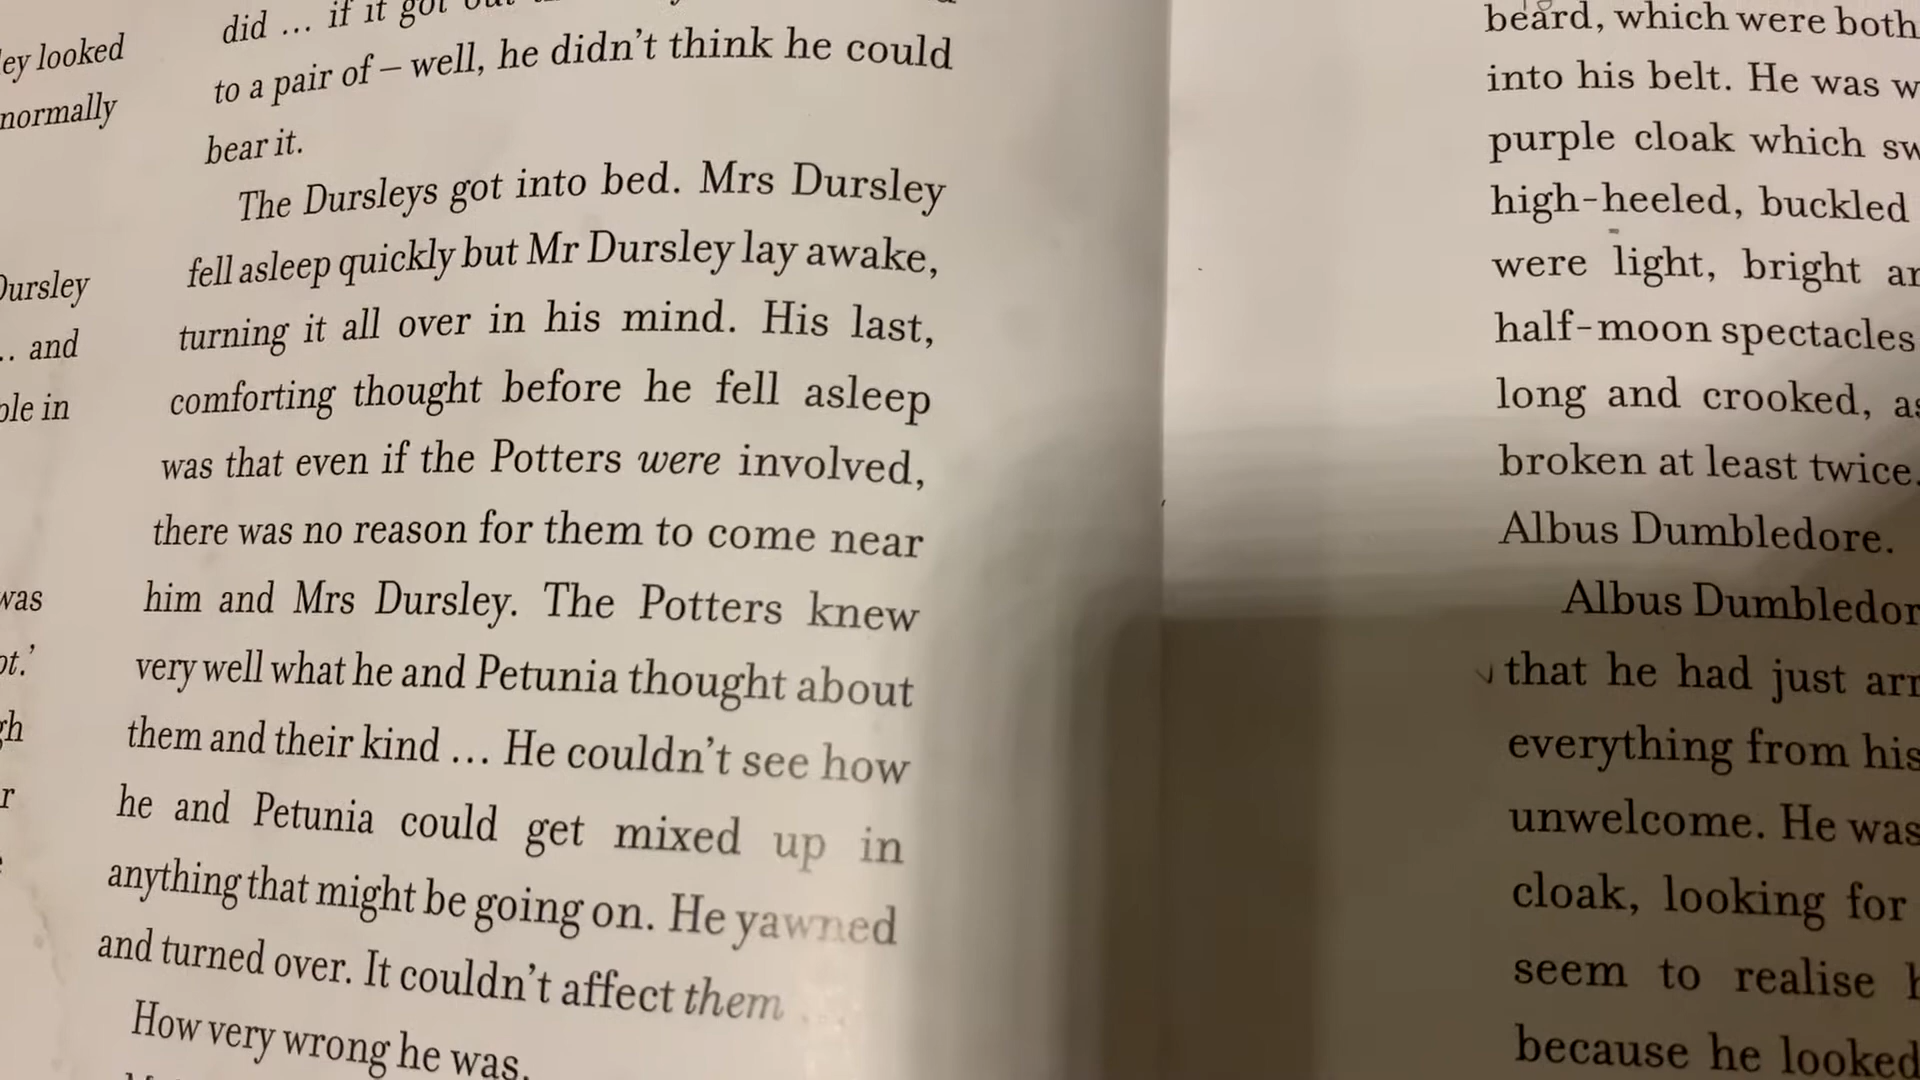 ey looked
normally
Dursley
.. and
ple in
was
ot.'
gh
r
did ... if it got
to a pair of – well, he didn't think he could
bear it.
The Dursleys got into bed. Mrs Dursley
fell asleep quickly but Mr Dursley lay awake,
turning it all over in his mind. His last,
comforting thought before he fell asleep
was that even if the Potters were involved,
there was no reason for them to come near
him and Mrs Dursley. The Potters knew
very well what he and Petunia thought about
them and their kind ... He couldn't see how
he and Petunia could get mixed up in
anything that might be going on. He yawned
and turned over. It couldn't affect them
How very wrong he was.
beard, which were both
into his belt. He was w
purple cloak which sw
high-heeled, buckled
were light, bright an
half-moon spectacles
long and crooked, as
broken at least twice.
Albus Dumbledore.
Albus Dumbledor
that he had just arr
everything from his
unwelcome. He was
cloak, looking for
seem to realise h
because he looked